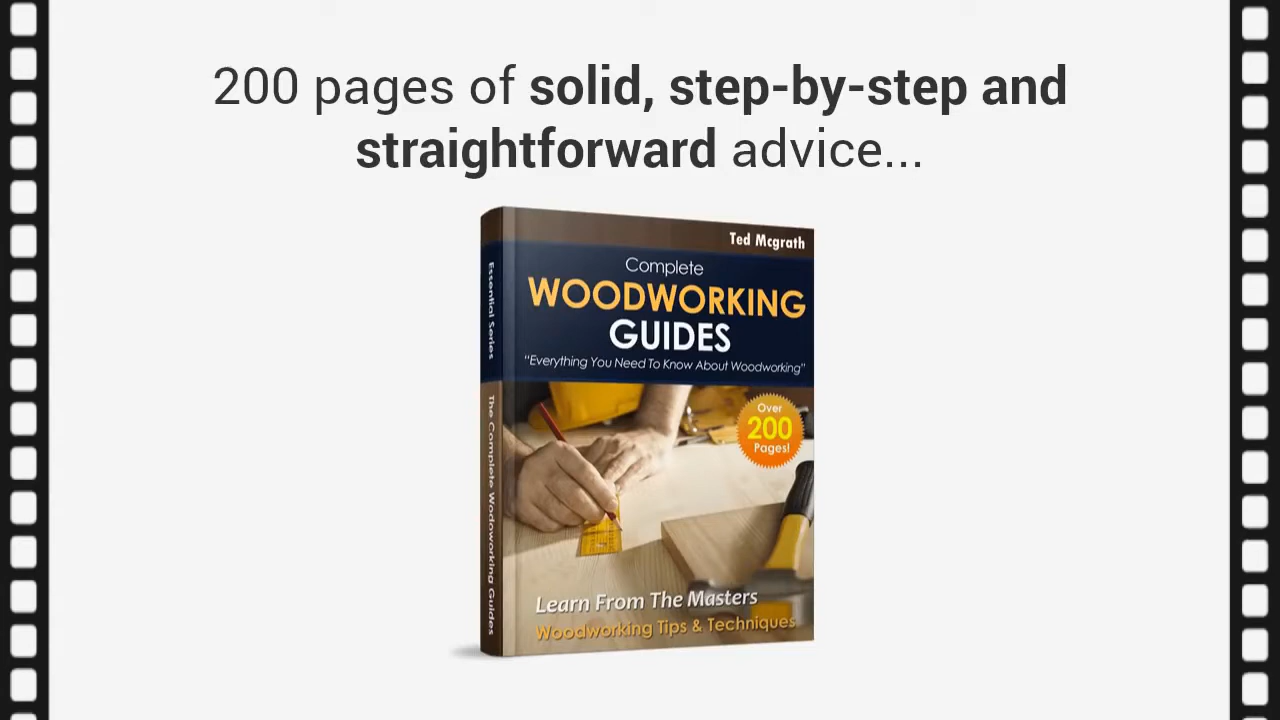 200 pages of solid, step-by-step and
straightforward advice...
Ted Mcgrath
Complete
WOODWORKING
GUIDES
"Everything You Need To Know About Woodworking"
Over
200
Pages!
Learn From The Masters
Woodworking Tips & Techniques
Essential Series
The Complete Wodoworking Guides